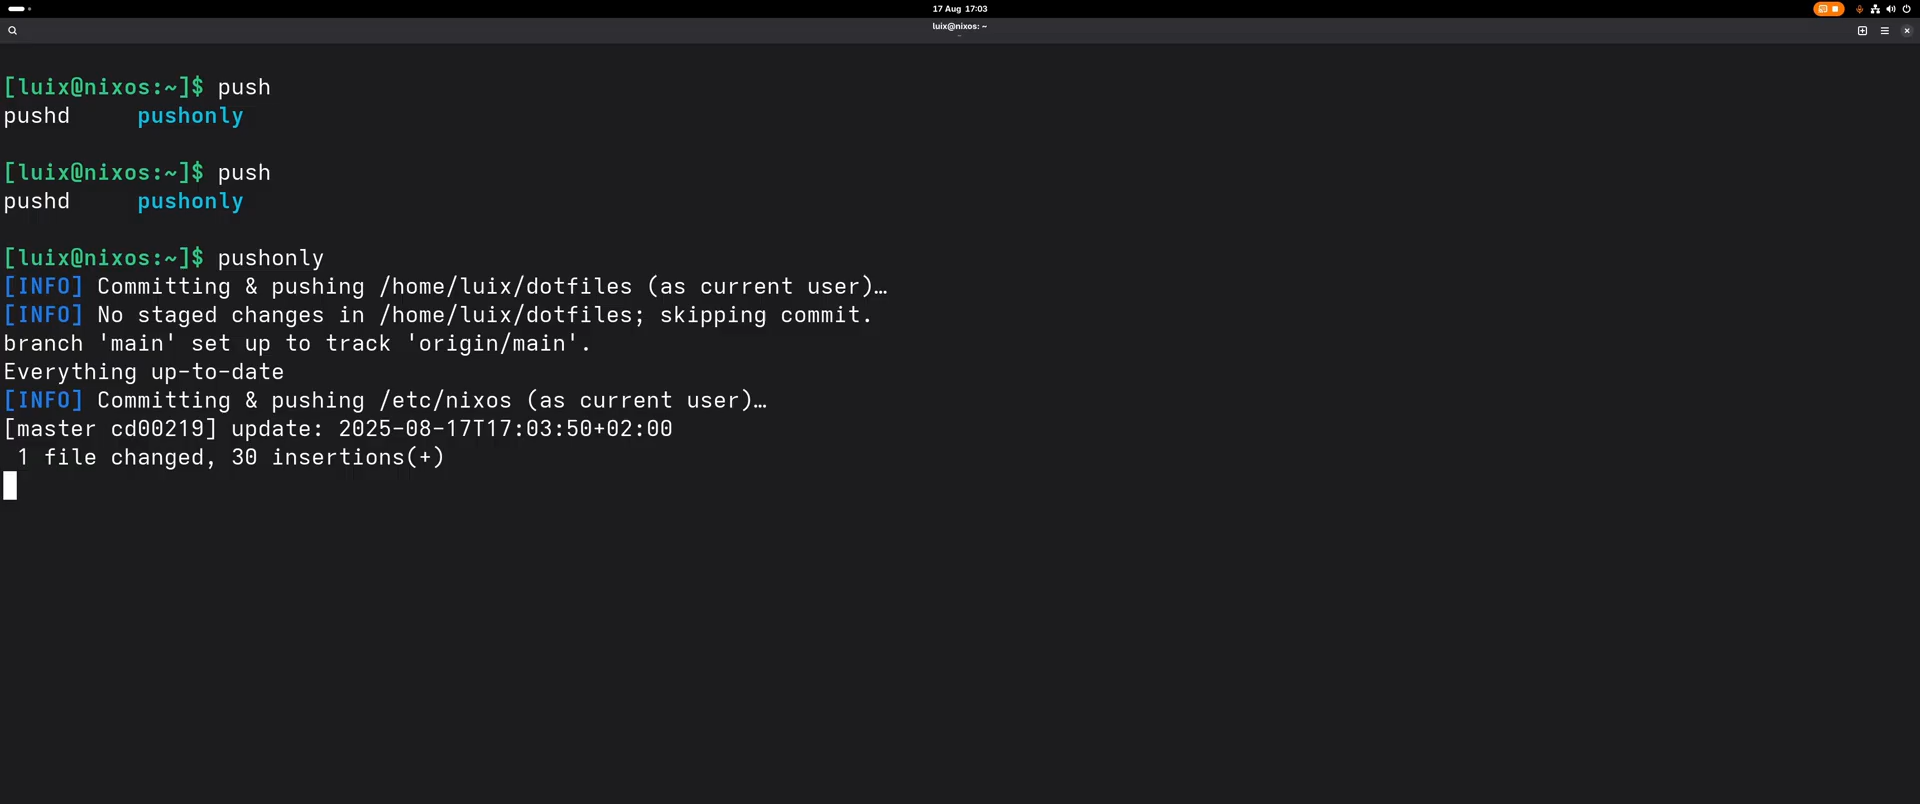 17 Aug 17:03
luix@nixos: ~
~
[luix@nixos:~]$ push
pushd     pushonly
[luix@nixos:~]$ push
pushd     pushonly
[luix@nixos:~]$ pushonly
[INFO] Committing & pushing /home/luix/dotfiles (as current user)…
[INFO] No staged changes in /home/luix/dotfiles; skipping commit.
branch 'main' set up to track 'origin/main'.
Everything up-to-date
[INFO] Committing & pushing /etc/nixos (as current user)…
[master cd00219] update: 2025-08-17T17:03:50+02:00
 1 file changed, 30 insertions(+)